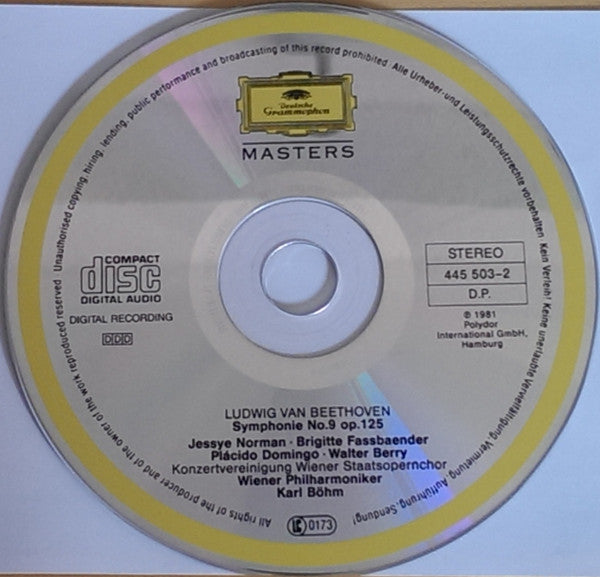 Deutsche
Grammophon
MASTERS
COMPACT
disc
DIGITAL AUDIO
DIGITAL RECORDING
DDD
STEREO
445 503-2
D.P.
℗ 1981
Polydor
International GmbH,
Hamburg
LUDWIG VAN BEETHOVEN
Symphonie No.9 op.125
Jessye Norman · Brigitte Fassbaender
Plácido Domingo · Walter Berry
Konzertvereinigung Wiener Staatsopernchor
Wiener Philharmoniker
Karl Böhm
LC 0173
All rights of the producer and of the owner of the work reproduced reserved · Unauthorised copying, hiring, lending, public performance and broadcasting of this record prohibited · Alle Urheber- und Leistungsschutzrechte vorbehalten · Kein Verleih! Keine unerlaubte Vervielfältigung, Vermietung, Aufführung, Sendung!